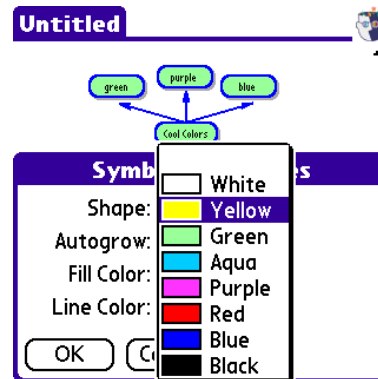 Untitled
purple
green
blue
Cool Colors
Symb
s
Shape:
Autogrow:
Fill Color:
Line Color:
White
Yellow
Green
Aqua
Purple
Red
Blue
Black
OK